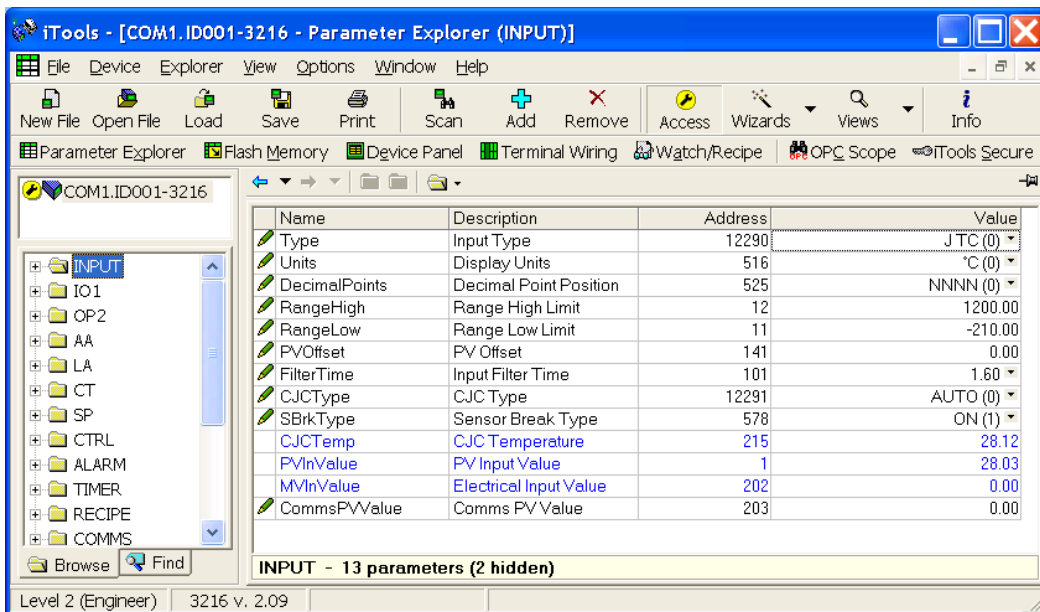 iTools - [COM1.ID001-3216 - Parameter Explorer (INPUT)]
File Device Explorer View Options Window Help
New File Open File Load Save Print Scan Add Remove Access Wizards Views Info
Parameter Explorer Flash Memory Device Panel Terminal Wiring Watch/Recipe OPC Scope iTools Secure
COM1.ID001-3216
INPUT
IO1
OP2
AA
LA
CT
SP
CTRL
ALARM
TIMER
RECIPE
COMMS
Browse Find
Name Description Address Value
Type Input Type 12290 J TC (0)
Units Display Units 516 °C (0)
DecimalPoints Decimal Point Position 525 NNNN (0)
RangeHigh Range High Limit 12 1200.00
RangeLow Range Low Limit 11 -210.00
PVOffset PV Offset 141 0.00
FilterTime Input Filter Time 101 1.60
CJCType CJC Type 12291 AUTO (0)
SBrkType Sensor Break Type 578 ON (1)
CJCTemp CJC Temperature 215 28.12
PVInValue PV Input Value 1 28.03
MVInValue Electrical Input Value 202 0.00
CommsPVValue Comms PV Value 203 0.00
INPUT - 13 parameters (2 hidden)
Level 2 (Engineer) 3216 v. 2.09